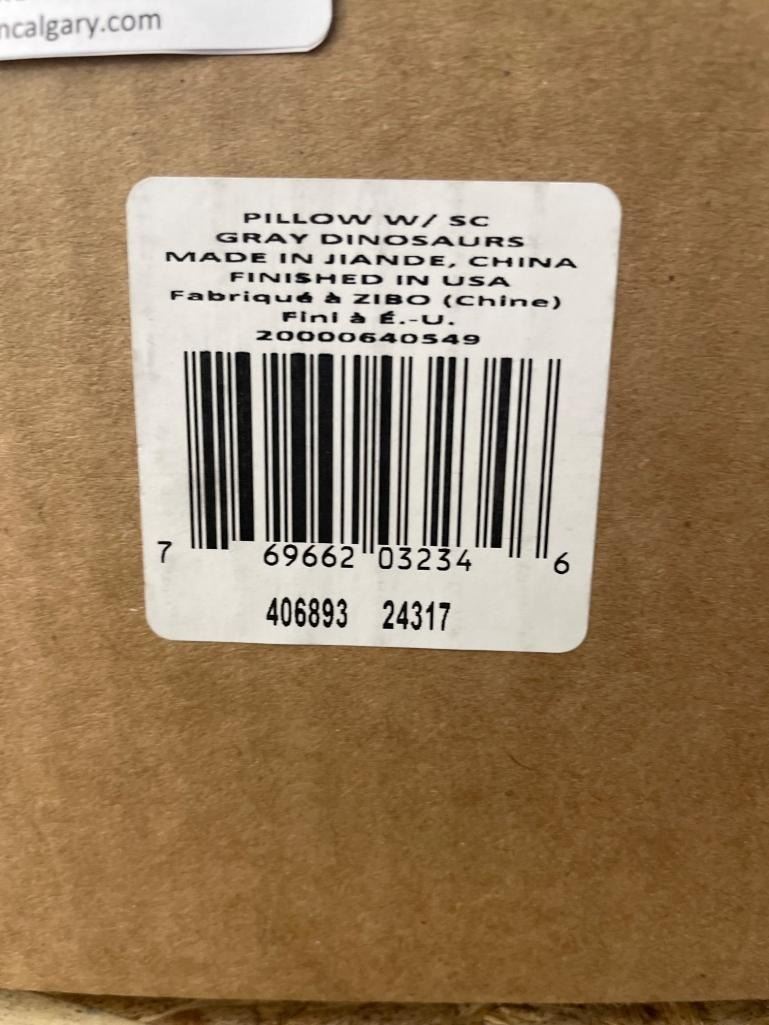 ncalgary.com
PILLOW W/ SC
GRAY DINOSAURS
MADE IN JIANDE, CHINA
FINISHED IN USA
Fabriqué à ZIBO (Chine)
Fini à É.-U.
20000640549
7 69662 03234 6
406893 24317